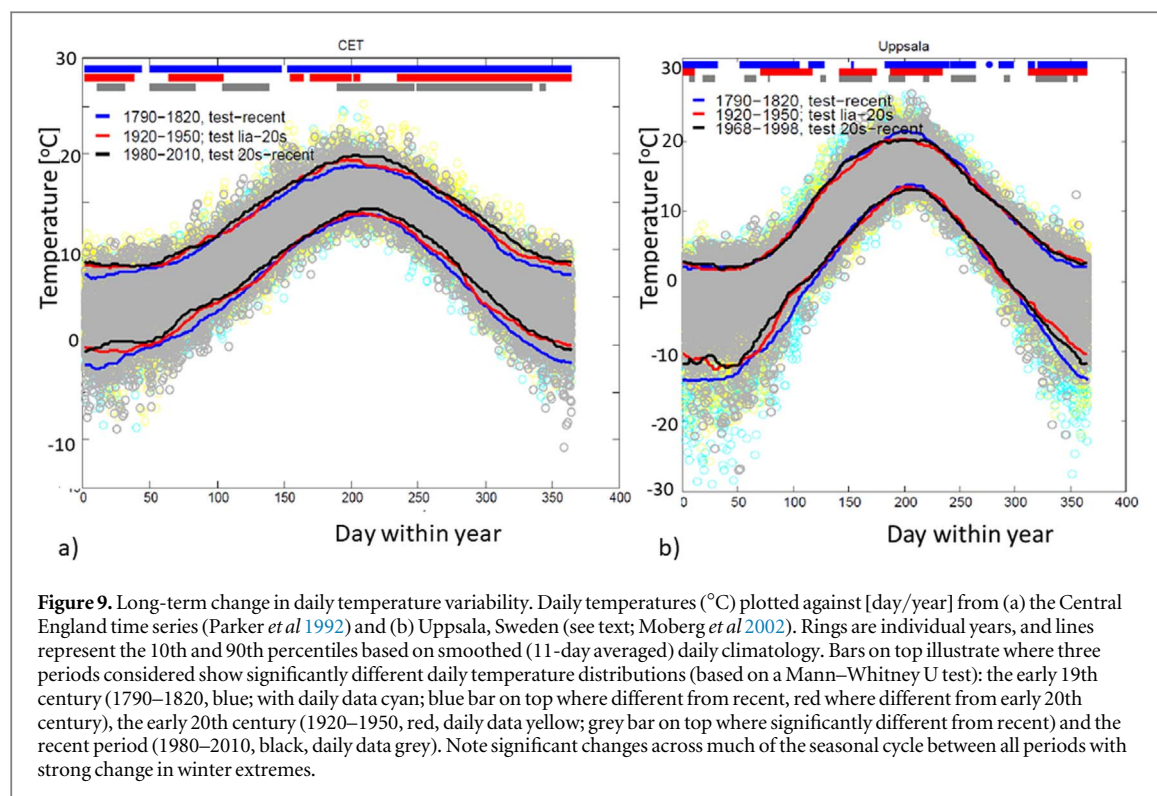 CET
30
20
10
0
-10
Temperature [°C]
1790−1820, test-recent
1920−1950; test lia-20s
1980−2010; test 20s−recent
0 50 100 150 200 250 300 350 400
Day within year
a)
Uppsala
30
20
10
0
-10
-20
-30
Temperature [°C]
1790−1820, test-recent
1920−1950; test lia-20s
1968−1998, test 20s-recent
0 50 100 150 200 250 300 350 400
Day within year
b)
Figure 9. Long-term change in daily temperature variability. Daily temperatures (°C) plotted against [day/year] from (a) the Central
England time series (Parker et al 1992) and (b) Uppsala, Sweden (see text; Moberg et al 2002). Rings are individual years, and lines
represent the 10th and 90th percentiles based on smoothed (11-day averaged) daily climatology. Bars on top illustrate where three
periods considered show significantly different daily temperature distributions (based on a Mann–Whitney U test): the early 19th
century (1790–1820, blue; with daily data cyan; blue bar on top where different from recent, red where different from early 20th
century), the early 20th century (1920–1950, red, daily data yellow; grey bar on top where significantly different from recent) and the
recent period (1980–2010, black, daily data grey). Note significant changes across much of the seasonal cycle between all periods with
strong change in winter extremes.